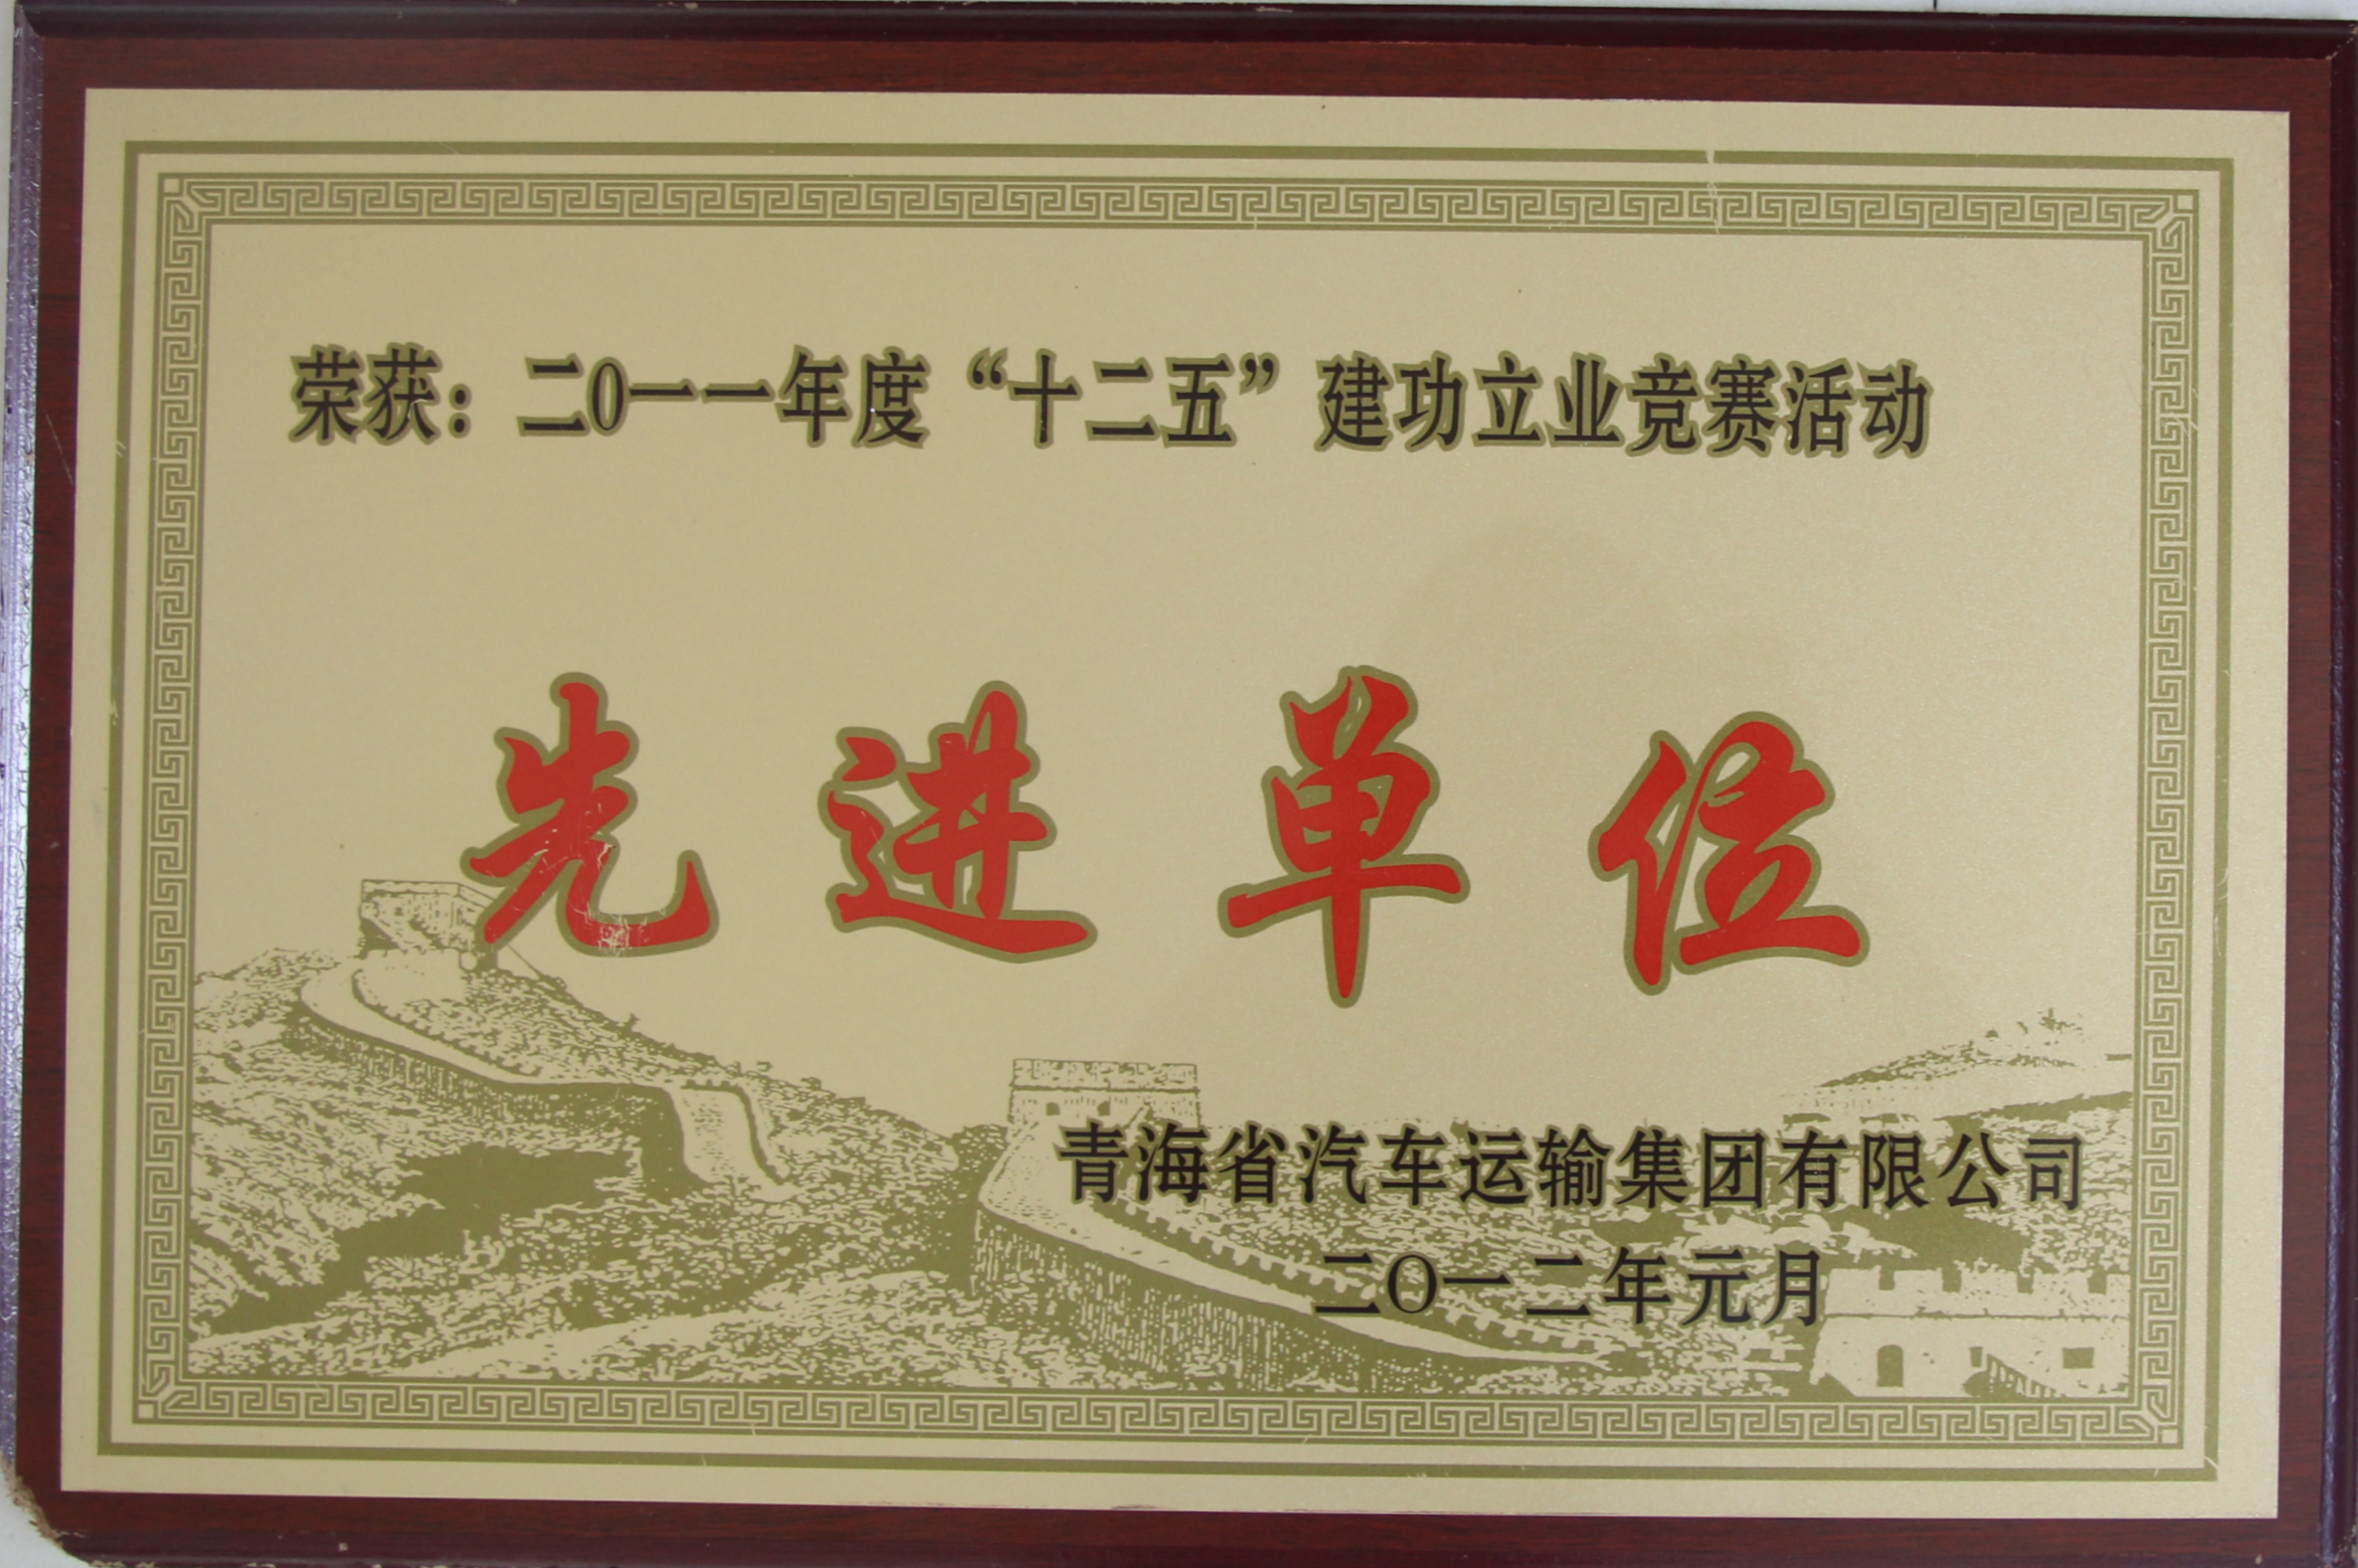 荣获：二0一一年度“十二五”建功立业竞赛活动
先进单位
青海省汽车运输集团有限公司
二O一二年元月